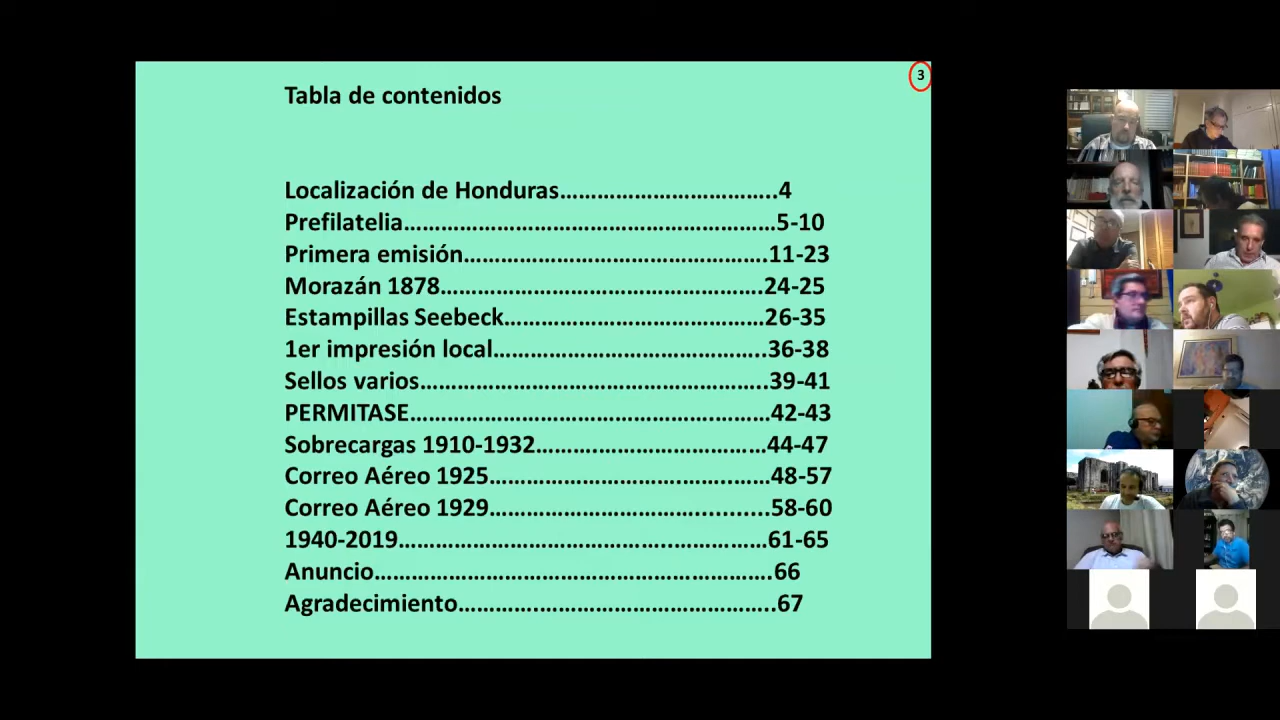 3
Tabla de contenidos
Localización de Honduras……………………………..4
Prefilatelia……………………………………………………5-10
Primera emisión………………………………………….11-23
Morazán 1878…………………………………………….24-25
Estampillas Seebeck……………………………………26-35
1er impresión local……………………………………..36-38
Sellos varios………………………………………………..39-41
PERMITASE………………………………………………….42-43
Sobrecargas 1910-1932……….………………………44-47
Correo Aéreo 1925………………………………..……48-57
Correo Aéreo 1929……………………………….........58-60
1940-2019……………………………………………………61-65
Anuncio……………………………………………………….66
Agradecimiento………….………………………………..67